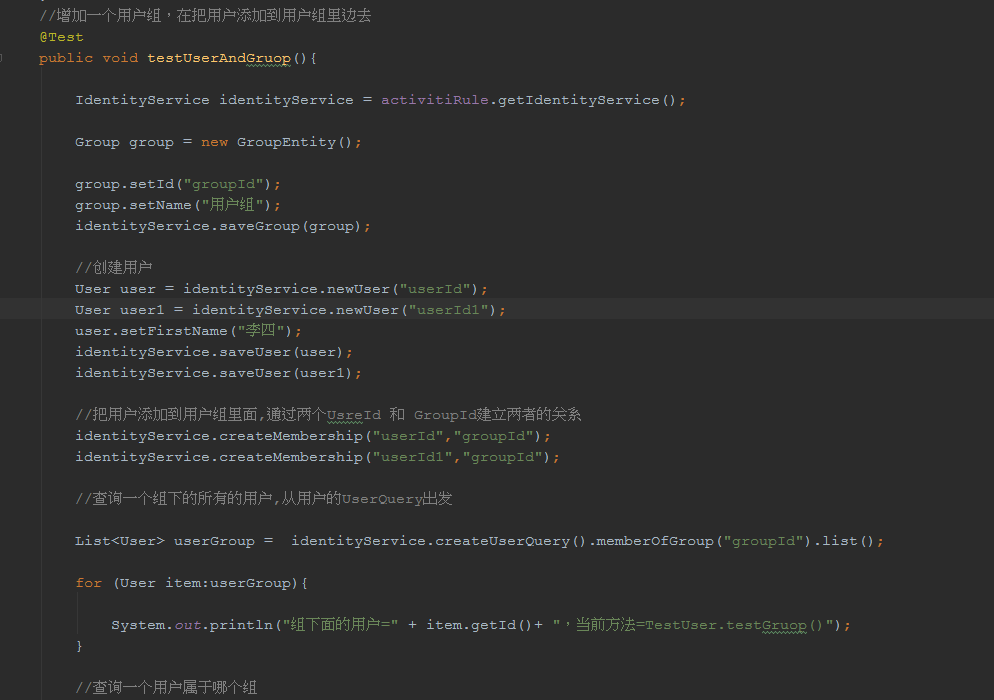 //增加一个用户组，在把用户添加到用户组里边去
@Test
public void testUserAndGruop(){
IdentityService identityService = activitiRule.getIdentityService();
Group group = new GroupEntity();
group.setId("groupId");
group.setName("用户组");
identityService.saveGroup(group);
//创建用户
User user = identityService.newUser("userId");
User user1 = identityService.newUser("userId1");
user.setFirstName("李四");
identityService.saveUser(user);
identityService.saveUser(user1);
//把用户添加到用户组里面,通过两个UsreId 和 GroupId建立两者的关系
identityService.createMembership("userId","groupId");
identityService.createMembership("userId1","groupId");
//查询一个组下的所有的用户,从用户的UserQuery出发
List<User> userGroup =  identityService.createUserQuery().memberOfGroup("groupId").list();
for (User item:userGroup){
System.out.println("组下面的用户=" + item.getId()+ "，当前方法=TestUser.testGruop()");
}
//查询一个用户属于哪个组